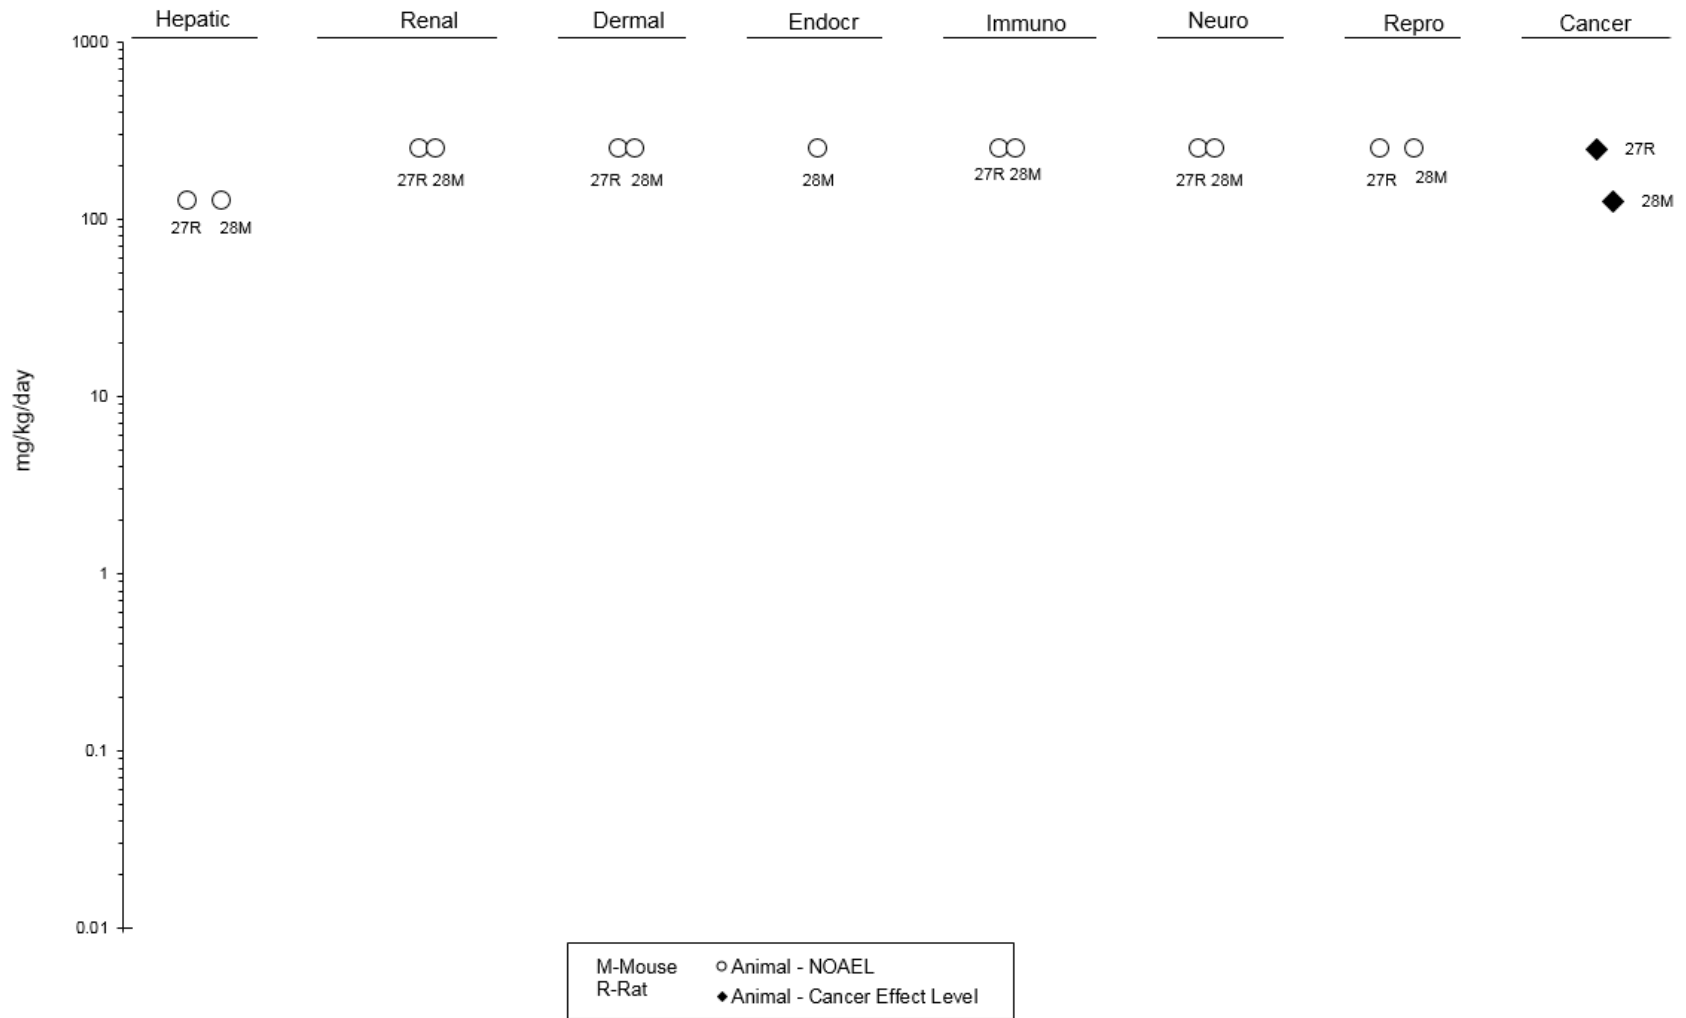 Hepatic Renal Dermal Endocr Immuno Neuro Repro Cancer
1000
27R 28M
27R 28M
28M
27R 28M
27R 28M
27R 28M
27R
28M
27R 28M
100
mg/kg/day
10
1
0.1
0.01
M-Mouse
R-Rat
Animal - NOAEL
Animal - Cancer Effect Level